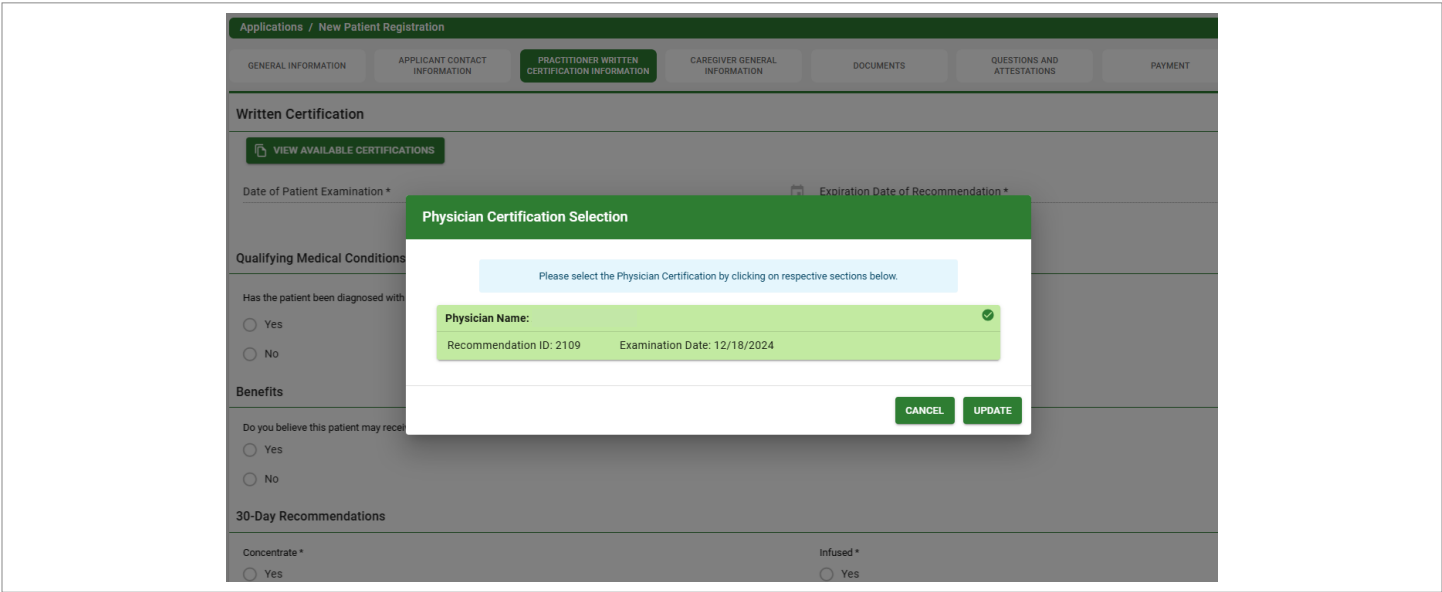 Applications / New Patient Registration
GENERAL INFORMATION
APPLICANT CONTACT
INFORMATION
PRACTITIONER WRITTEN
CERTIFICATION INFORMATION
CAREGIVER GENERAL
INFORMATION
DOCUMENTS
QUESTIONS AND
ATTESTATIONS
PAYMENT
Written Certification
VIEW AVAILABLE CERTIFICATIONS
Date of Patient Examination *
Expiration Date of Recommendation *
Physician Certification Selection
Please select the Physician Certification by clicking on respective sections below.
Physician Name:
Recommendation ID: 2109 Examination Date: 12/18/2024
CANCEL UPDATE
Qualifying Medical Conditions
Has the patient been diagnosed with
Yes
No
Benefits
Do you believe this patient may recei
Yes
No
30-Day Recommendations
Concentrate *
Yes
Infused *
Yes